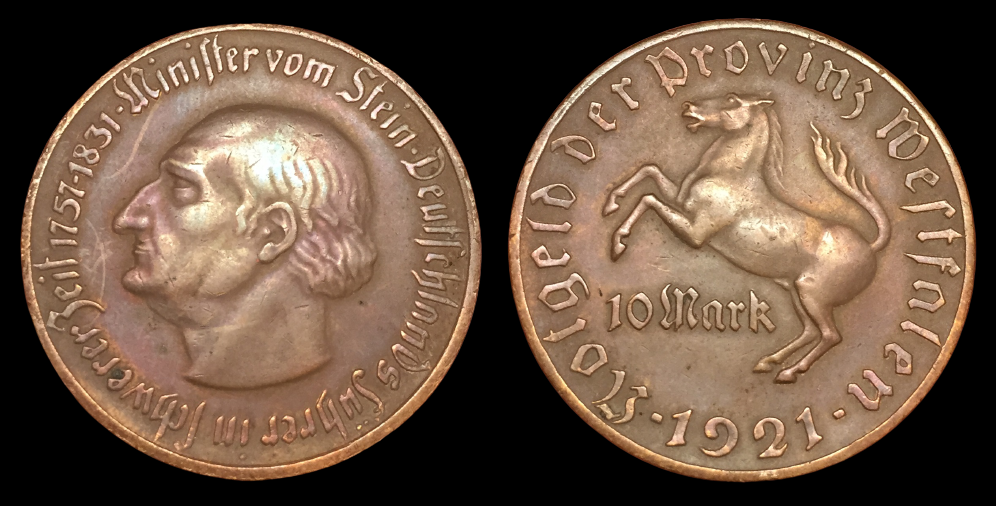 Minister vom Stein · Deutschlands Führer in schwerer Zeit 1757-1831 ·
Notgeld der Provinz Westfalen
10 Mark
· 1921 ·